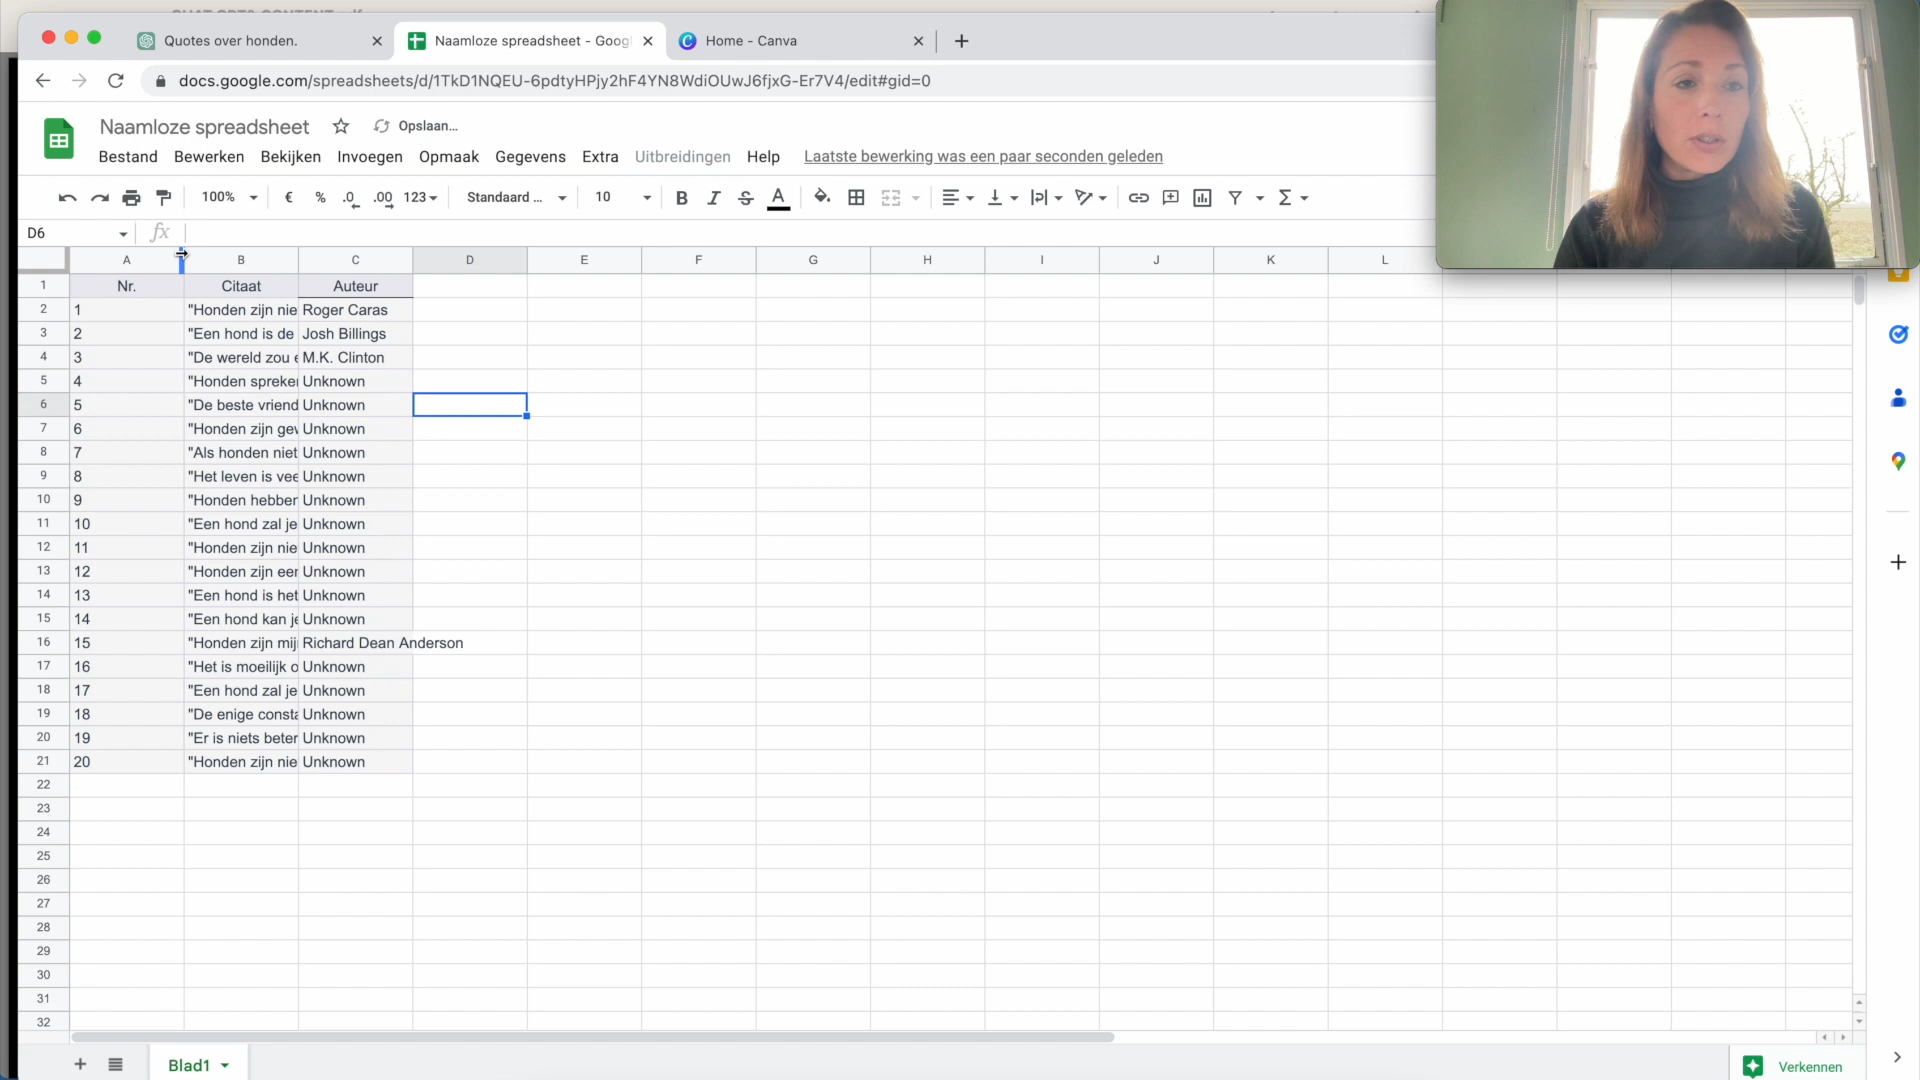 Quotes over honden.
Naamloze spreadsheet - Goog
Home - Canva
docs.google.com/spreadsheets/d/1TkD1NQEU-6pdtyHPjy2hF4YN8WdiOUwJ6fjxG-Er7V4/edit#gid=0
Naamloze spreadsheet
Opslaan...
Bestand Bewerken Bekijken Invoegen Opmaak Gegevens Extra Uitbreidingen Help Laatste bewerking was een paar seconden geleden
100% € % .0 .00 123 Standaard ... 10 B I S A
D6 fx
A B C D E F G H I J K L
1 Nr. Citaat Auteur
2 1 "Honden zijn nie Roger Caras
3 2 "Een hond is de Josh Billings
4 3 "De wereld zou e M.K. Clinton
5 4 "Honden spreker Unknown
6 5 "De beste vriend Unknown
7 6 "Honden zijn gev Unknown
8 7 "Als honden niet Unknown
9 8 "Het leven is vee Unknown
10 9 "Honden hebber Unknown
11 10 "Een hond zal je Unknown
12 11 "Honden zijn nie Unknown
13 12 "Honden zijn eer Unknown
14 13 "Een hond is het Unknown
15 14 "Een hond kan je Unknown
16 15 "Honden zijn mij Richard Dean Anderson
17 16 "Het is moeilijk o Unknown
18 17 "Een hond zal je Unknown
19 18 "De enige consta Unknown
20 19 "Er is niets beter Unknown
21 20 "Honden zijn nie Unknown
22
23
24
25
26
27
28
29
30
31
32
Blad1
Verkennen